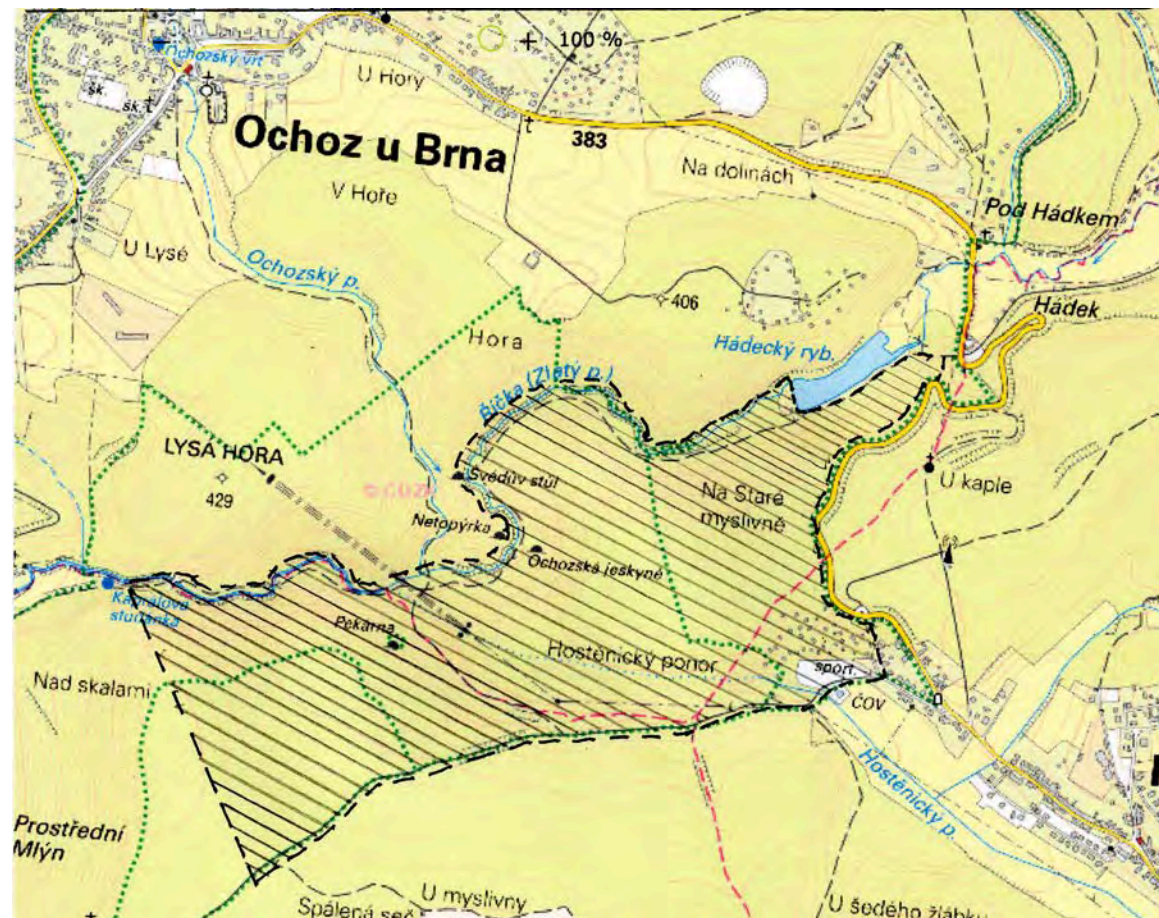 100 %
Ochozský vrt
U Hory
šk.
šk.
Ochoz u Brna
383
Na dolinách
V Hoře
Pod Hádkem
U Lysé
Ochozský p.
406
Hádek
Hora
Hádecký ryb.
Říčka (Zlatý p.)
LYSÁ HORA
429
© ČÚZK
Švédův stůl
Na Staré
myslivně
U kaple
Netopýrka
Ochozská jeskyně
Kaprálova
studánka
Pekárna
Hostěnický ponor
sport.
Nad skalami
ČOV
Hostěnický p.
Prostřední
Mlýn
U myslivny
Spálená seč
U šedého žlábku